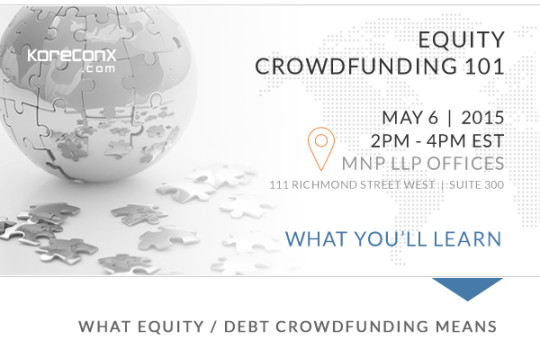 KoreConX
.com
EQUITY
CROWDFUNDING 101
MAY 6 | 2015
2PM - 4PM EST
MNP LLP OFFICES
111 RICHMOND STREET WEST | SUITE 300
WHAT YOU'LL LEARN
WHAT EQUITY / DEBT CROWDFUNDING MEANS